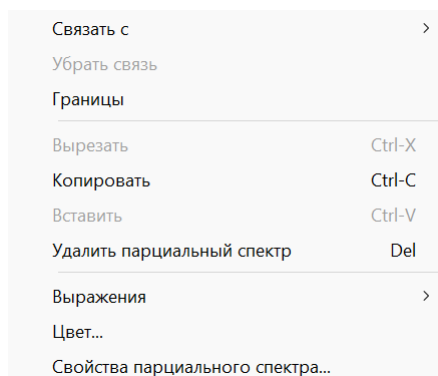 Связать с >
Убрать связь
Границы
Вырезать Ctrl-X
Копировать Ctrl-C
Вставить Ctrl-V
Удалить парциальный спектр Del
Выражения >
Цвет...
Свойства парциального спектра...